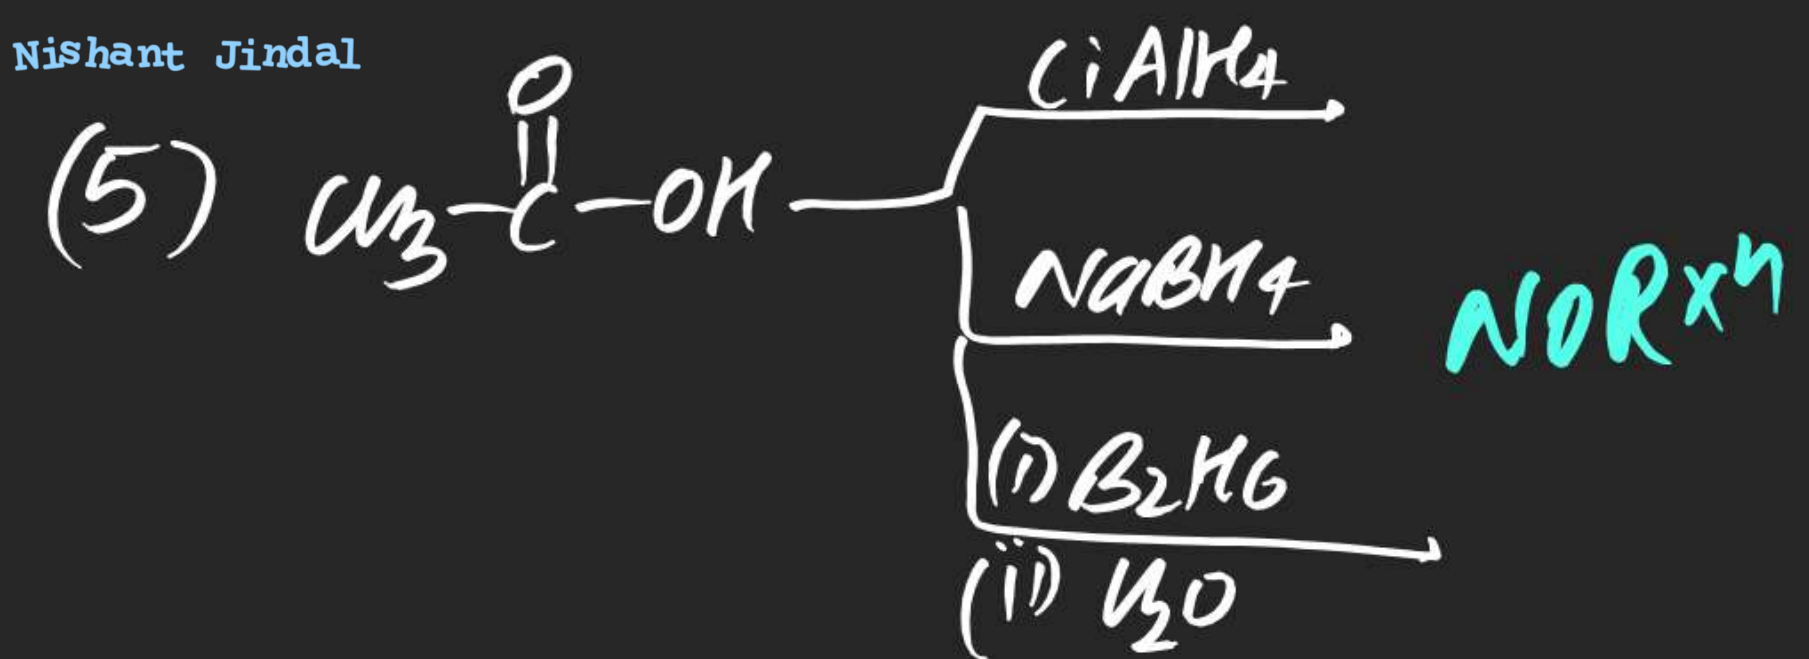 Nishant Jindal
LiAlH4
O
(5) CH3-C-OH
NaBH4
NO RXn
(i) B2H6
(ii) H2O